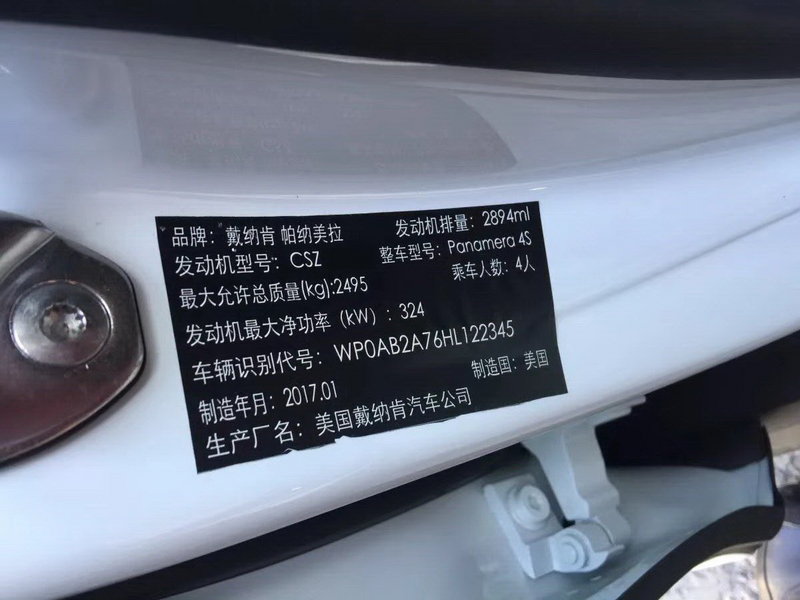 品牌：戴纳肯 帕纳美拉 发动机排量：2894ml
发动机型号：CSZ 整车型号：Panamera 4S
最大允许总质量(kg):2495 乘车人数：4人
发动机最大净功率（kW）：324
车辆识别代号：WP0AB2A76HL122345
制造年月：2017.01 制造国：美国
生产厂名：美国戴纳肯汽车公司